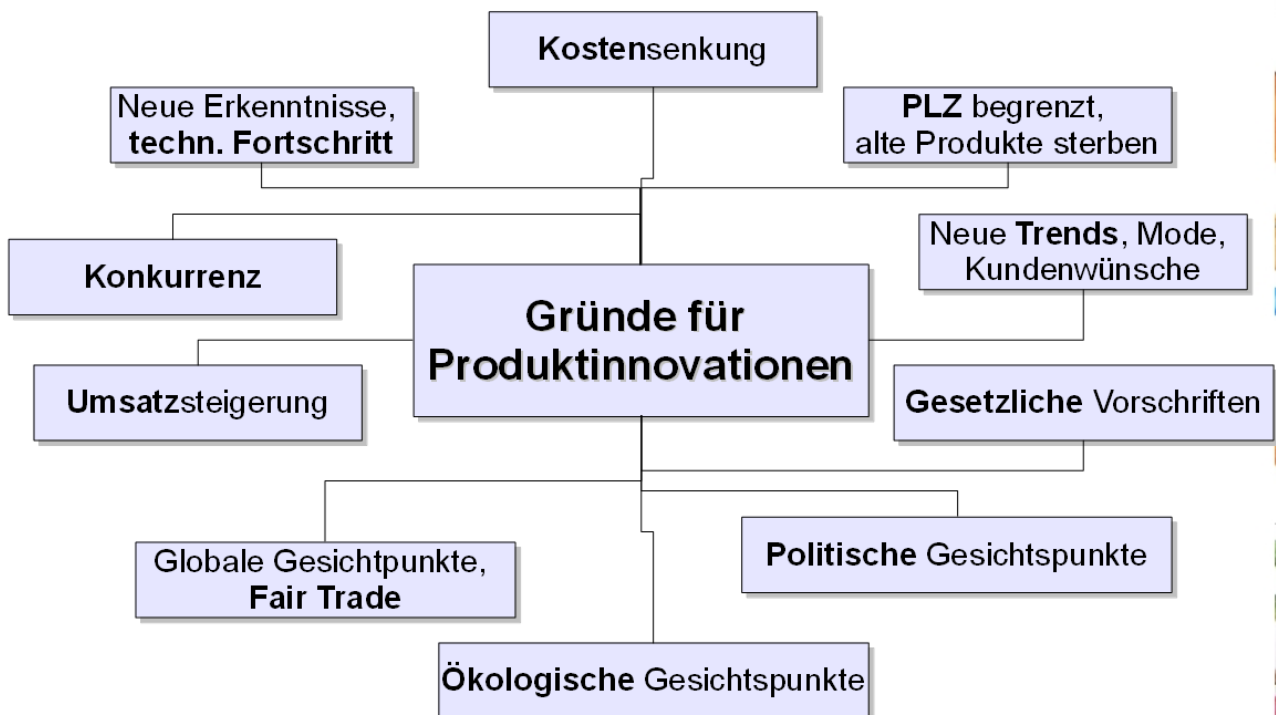 Kostensenkung
Neue Erkenntnisse,
techn. Fortschritt
PLZ begrenzt,
alte Produkte sterben
Konkurrenz
Neue Trends, Mode,
Kundenwünsche
Gründe für
Produktinnovationen
Umsatzsteigerung
Gesetzliche Vorschriften
Globale Gesichtpunkte,
Fair Trade
Politische Gesichtspunkte
Ökologische Gesichtspunkte